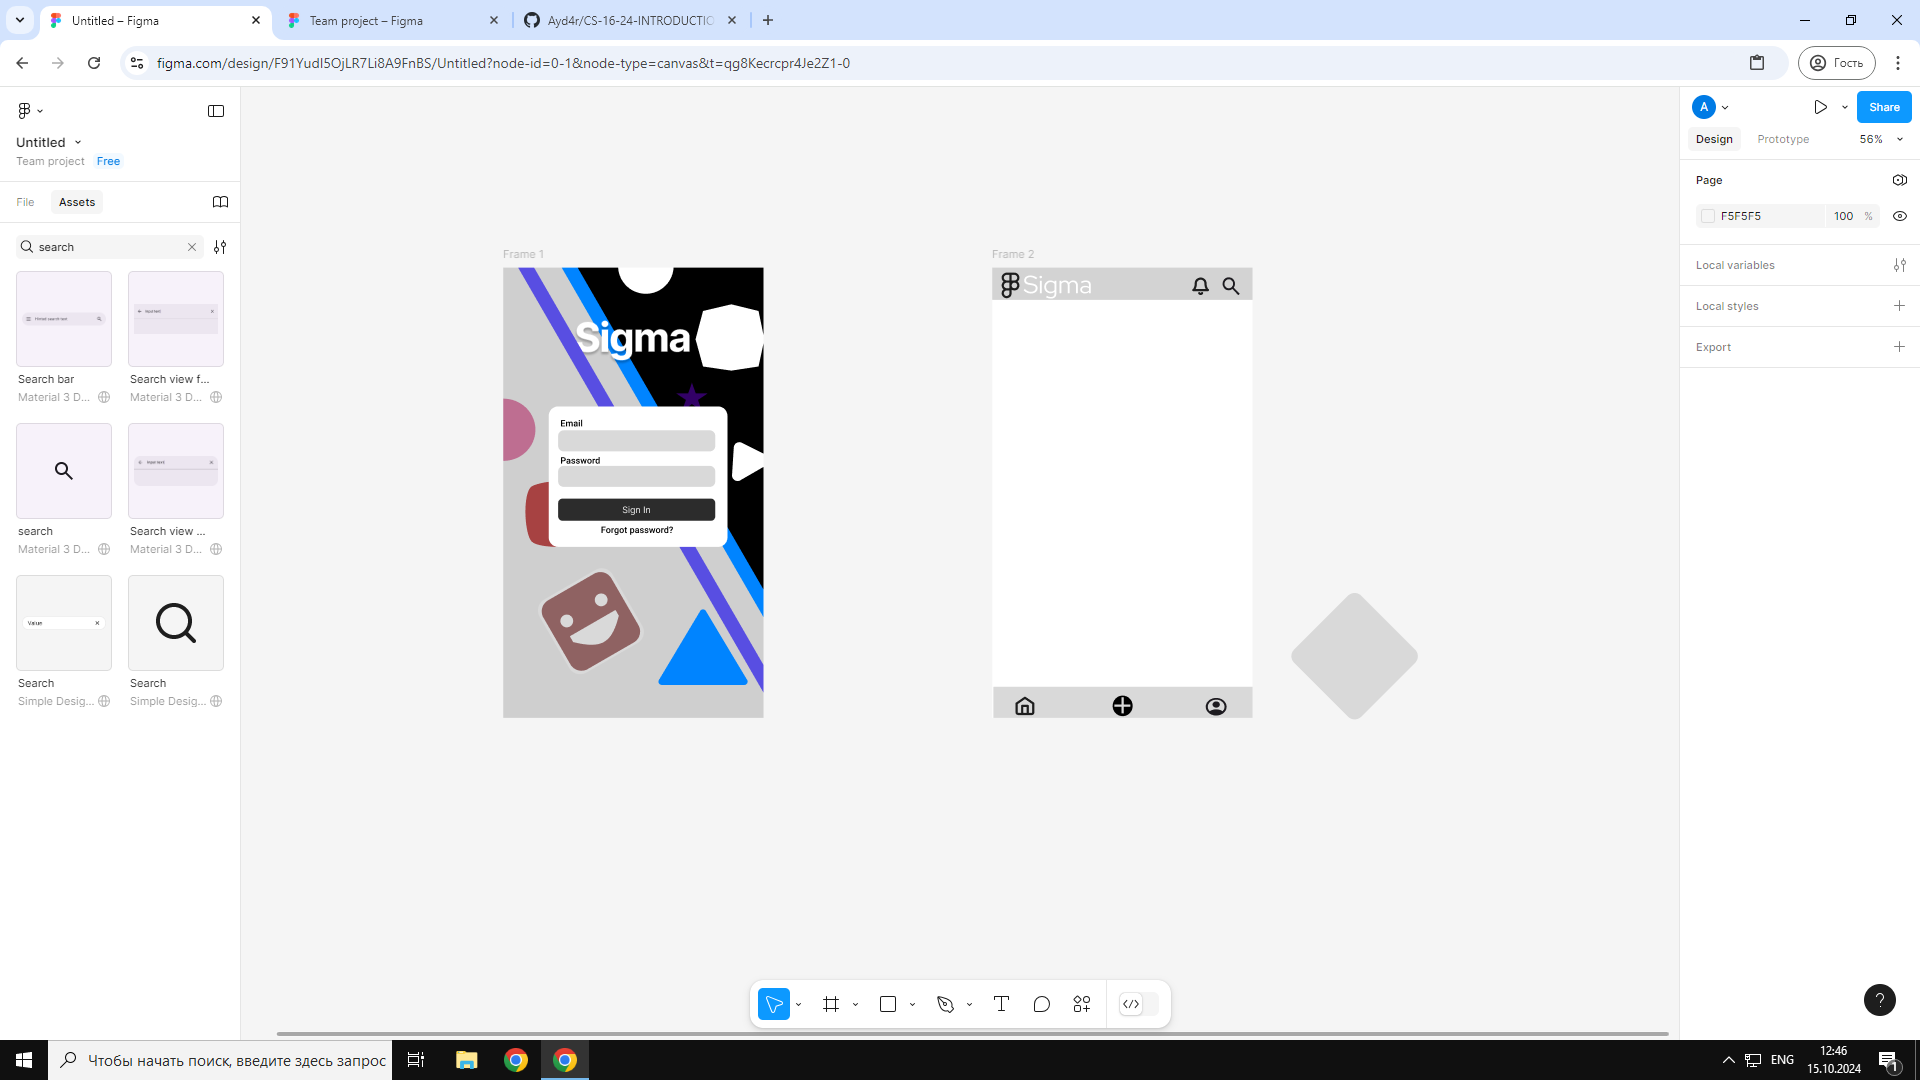 Untitled – Figma
Team project – Figma
Ayd4r/CS-16-24-INTRODUCTIO
figma.com/design/F91YudI5OjLR7Li8A9FnBS/Untitled?node-id=0-1&node-type=canvas&t=qg8Kecrcpr4Je2Z1-0
Гость
Untitled
Team project Free
File Assets
search
Search bar
Material 3 D...
Search view f...
Material 3 D...
search
Material 3 D...
Search view ...
Material 3 D...
Value
Search
Simple Desig...
Search
Simple Desig...
Frame 1
Sigma
Email
Password
Sign In
Forgot password?
Frame 2
Sigma
A
Share
Design Prototype 56%
Page
F5F5F5 100 %
Local variables
Local styles
Export
?
Чтобы начать поиск, введите здесь запрос
ENG
12:46
15.10.2024
1